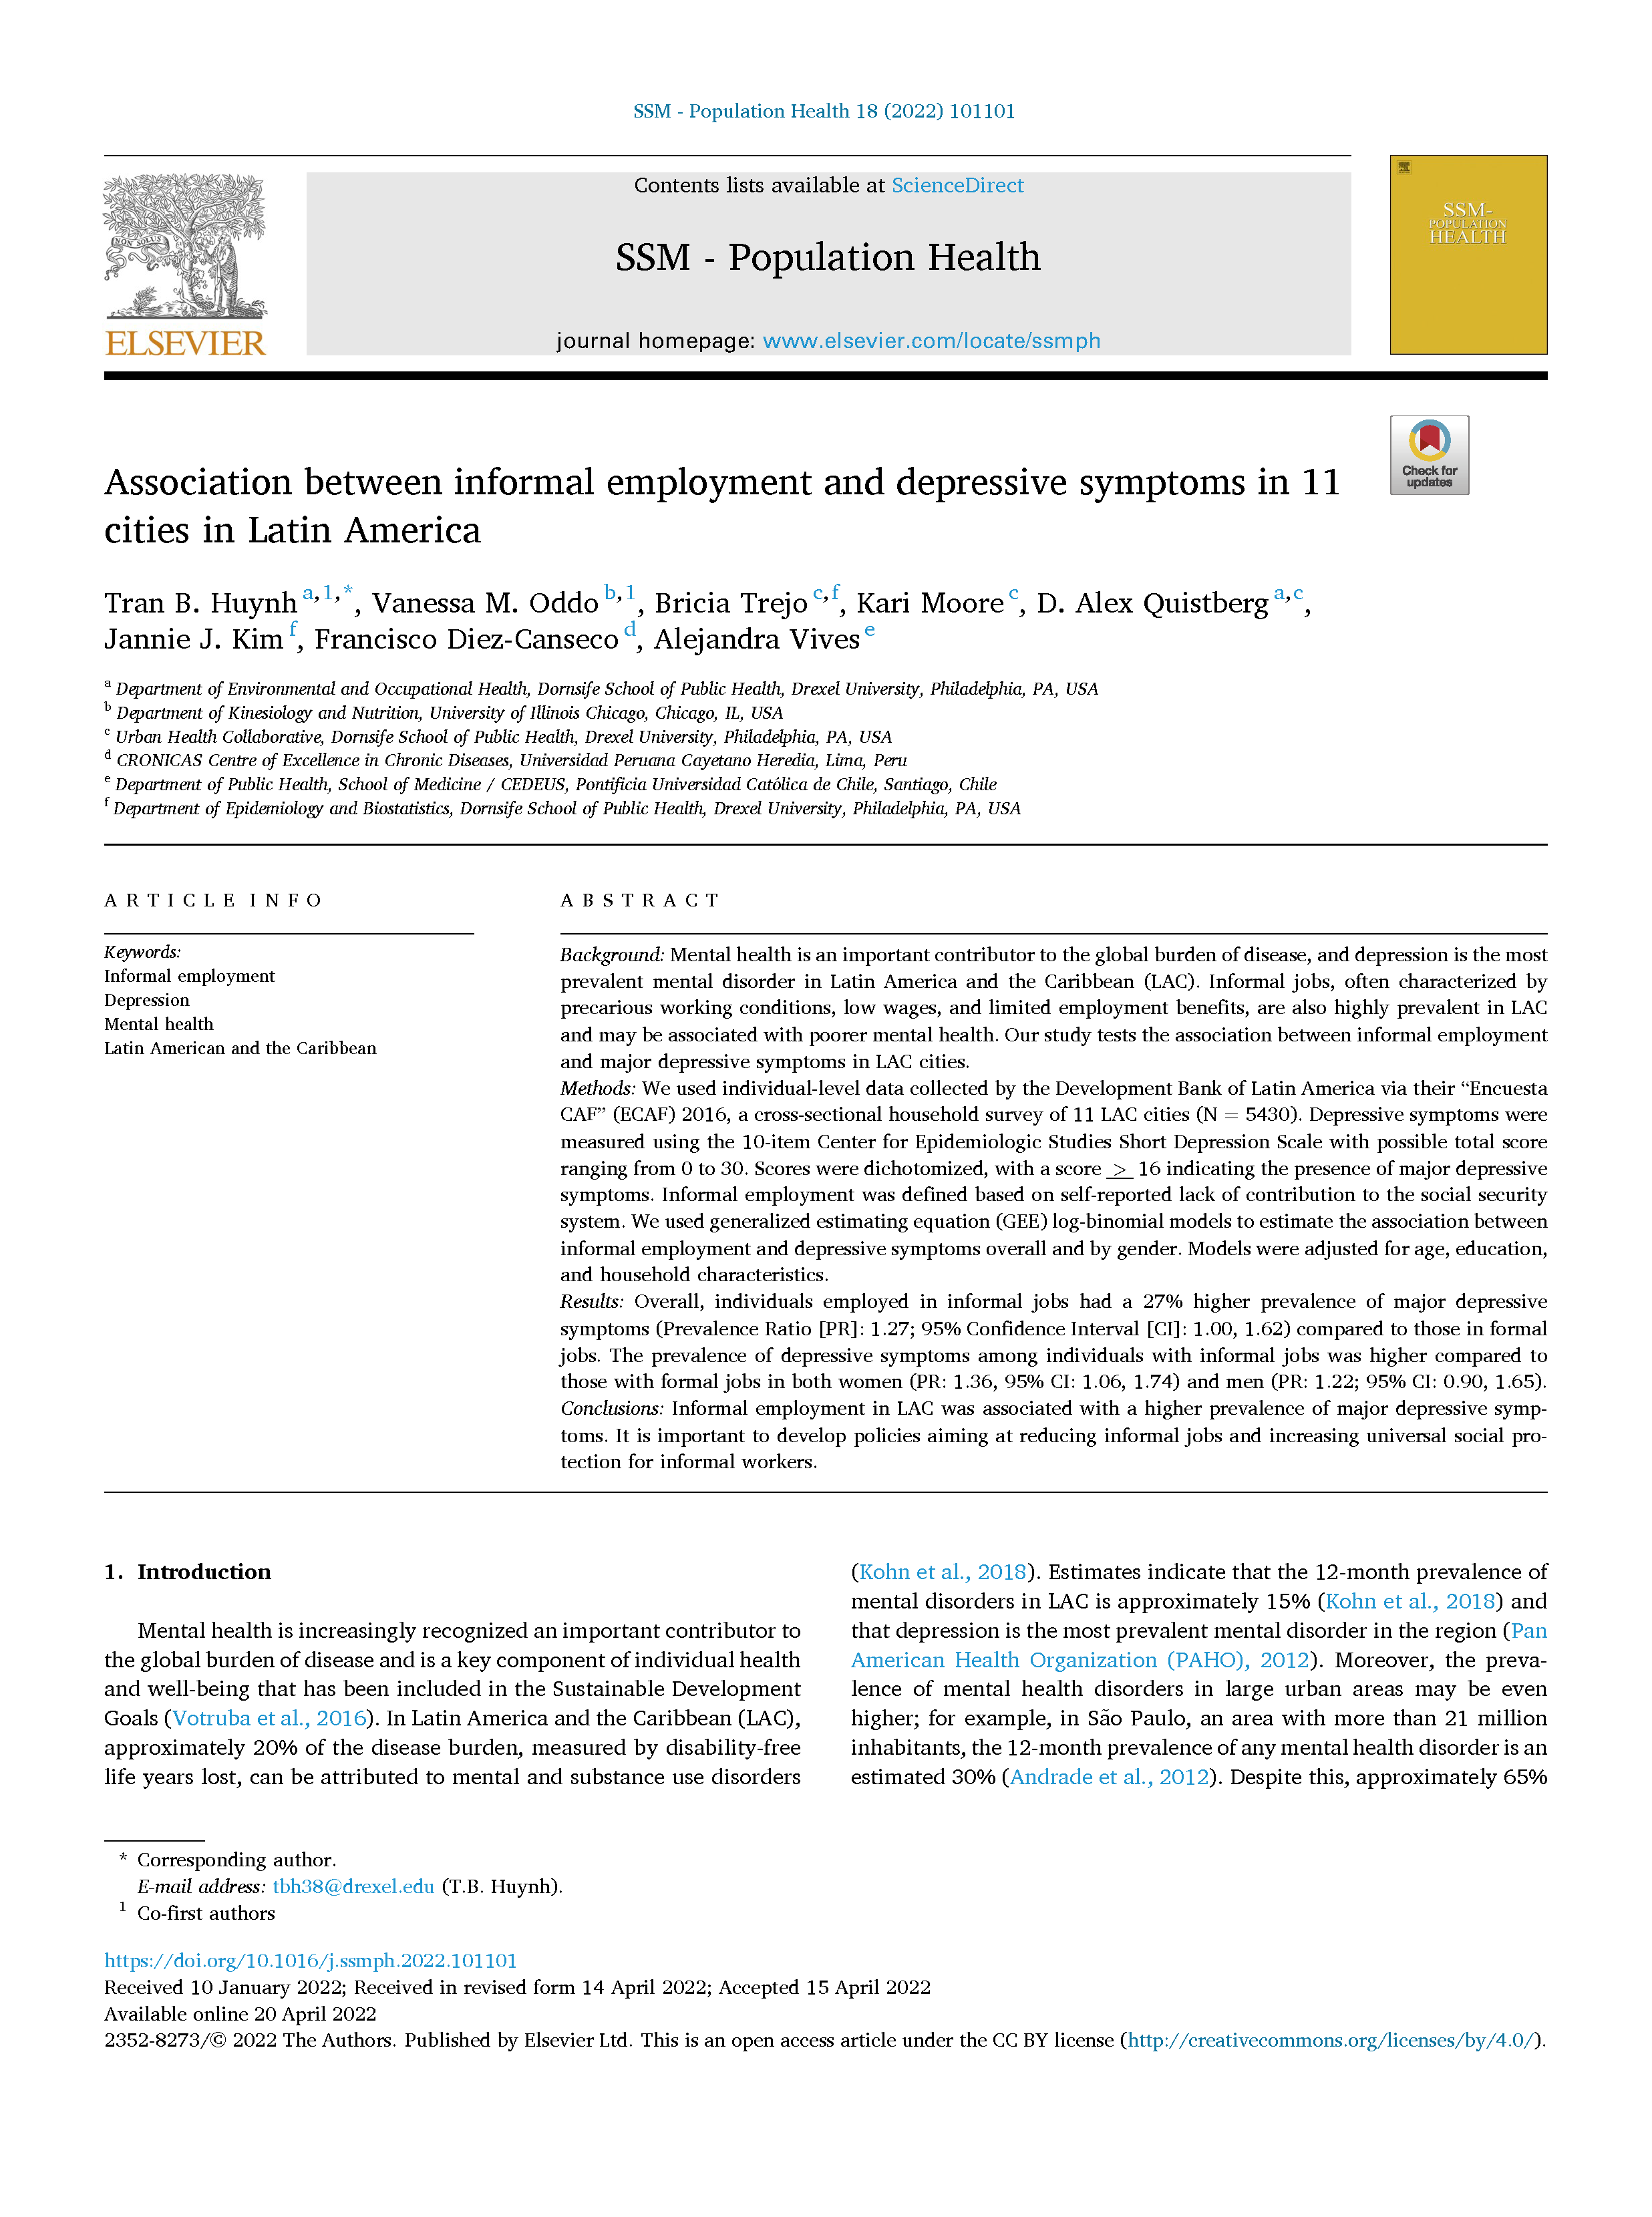 SSM - Population Health 18 (2022) 101101
Contents lists available at ScienceDirect
SSM - Population Health
journal homepage: www.elsevier.com/locate/ssmph
NON SOLUS
ELSEVIER
SSM-
POPULATION
HEALTH
Check for
updates
Association between informal employment and depressive symptoms in 11
cities in Latin America
Tran B. Huynh a,1,*, Vanessa M. Oddo b,1, Bricia Trejo c,f, Kari Moore c, D. Alex Quistberg a,c,
Jannie J. Kim f, Francisco Diez-Canseco d, Alejandra Vives e
a Department of Environmental and Occupational Health, Dornsife School of Public Health, Drexel University, Philadelphia, PA, USA
b Department of Kinesiology and Nutrition, University of Illinois Chicago, Chicago, IL, USA
c Urban Health Collaborative, Dornsife School of Public Health, Drexel University, Philadelphia, PA, USA
d CRONICAS Centre of Excellence in Chronic Diseases, Universidad Peruana Cayetano Heredia, Lima, Peru
e Department of Public Health, School of Medicine / CEDEUS, Pontificia Universidad Católica de Chile, Santiago, Chile
f Department of Epidemiology and Biostatistics, Dornsife School of Public Health, Drexel University, Philadelphia, PA, USA
ARTICLE INFO
Keywords:
Informal employment
Depression
Mental health
Latin American and the Caribbean
ABSTRACT
Background: Mental health is an important contributor to the global burden of disease, and depression is the most
prevalent mental disorder in Latin America and the Caribbean (LAC). Informal jobs, often characterized by
precarious working conditions, low wages, and limited employment benefits, are also highly prevalent in LAC
and may be associated with poorer mental health. Our study tests the association between informal employment
and major depressive symptoms in LAC cities.
Methods: We used individual-level data collected by the Development Bank of Latin America via their “Encuesta
CAF” (ECAF) 2016, a cross-sectional household survey of 11 LAC cities (N = 5430). Depressive symptoms were
measured using the 10-item Center for Epidemiologic Studies Short Depression Scale with possible total score
ranging from 0 to 30. Scores were dichotomized, with a score > 16 indicating the presence of major depressive
symptoms. Informal employment was defined based on self-reported lack of contribution to the social security
system. We used generalized estimating equation (GEE) log-binomial models to estimate the association between
informal employment and depressive symptoms overall and by gender. Models were adjusted for age, education,
and household characteristics.
Results: Overall, individuals employed in informal jobs had a 27% higher prevalence of major depressive
symptoms (Prevalence Ratio [PR]: 1.27; 95% Confidence Interval [CI]: 1.00, 1.62) compared to those in formal
jobs. The prevalence of depressive symptoms among individuals with informal jobs was higher compared to
those with formal jobs in both women (PR: 1.36, 95% CI: 1.06, 1.74) and men (PR: 1.22; 95% CI: 0.90, 1.65).
Conclusions: Informal employment in LAC was associated with a higher prevalence of major depressive symp-
toms. It is important to develop policies aiming at reducing informal jobs and increasing universal social pro-
tection for informal workers.
1. Introduction
Mental health is increasingly recognized an important contributor to
the global burden of disease and is a key component of individual health
and well-being that has been included in the Sustainable Development
Goals (Votruba et al., 2016). In Latin America and the Caribbean (LAC),
approximately 20% of the disease burden, measured by disability-free
life years lost, can be attributed to mental and substance use disorders
(Kohn et al., 2018). Estimates indicate that the 12-month prevalence of
mental disorders in LAC is approximately 15% (Kohn et al., 2018) and
that depression is the most prevalent mental disorder in the region (Pan
American Health Organization (PAHO), 2012). Moreover, the preva-
lence of mental health disorders in large urban areas may be even
higher; for example, in São Paulo, an area with more than 21 million
inhabitants, the 12-month prevalence of any mental health disorder is an
estimated 30% (Andrade et al., 2012). Despite this, approximately 65%
* Corresponding author.
E-mail address: tbh38@drexel.edu (T.B. Huynh).
1 Co-first authors
https://doi.org/10.1016/j.ssmph.2022.101101
Received 10 January 2022; Received in revised form 14 April 2022; Accepted 15 April 2022
Available online 20 April 2022
2352-8273/© 2022 The Authors. Published by Elsevier Ltd. This is an open access article under the CC BY license (http://creativecommons.org/licenses/by/4.0/).